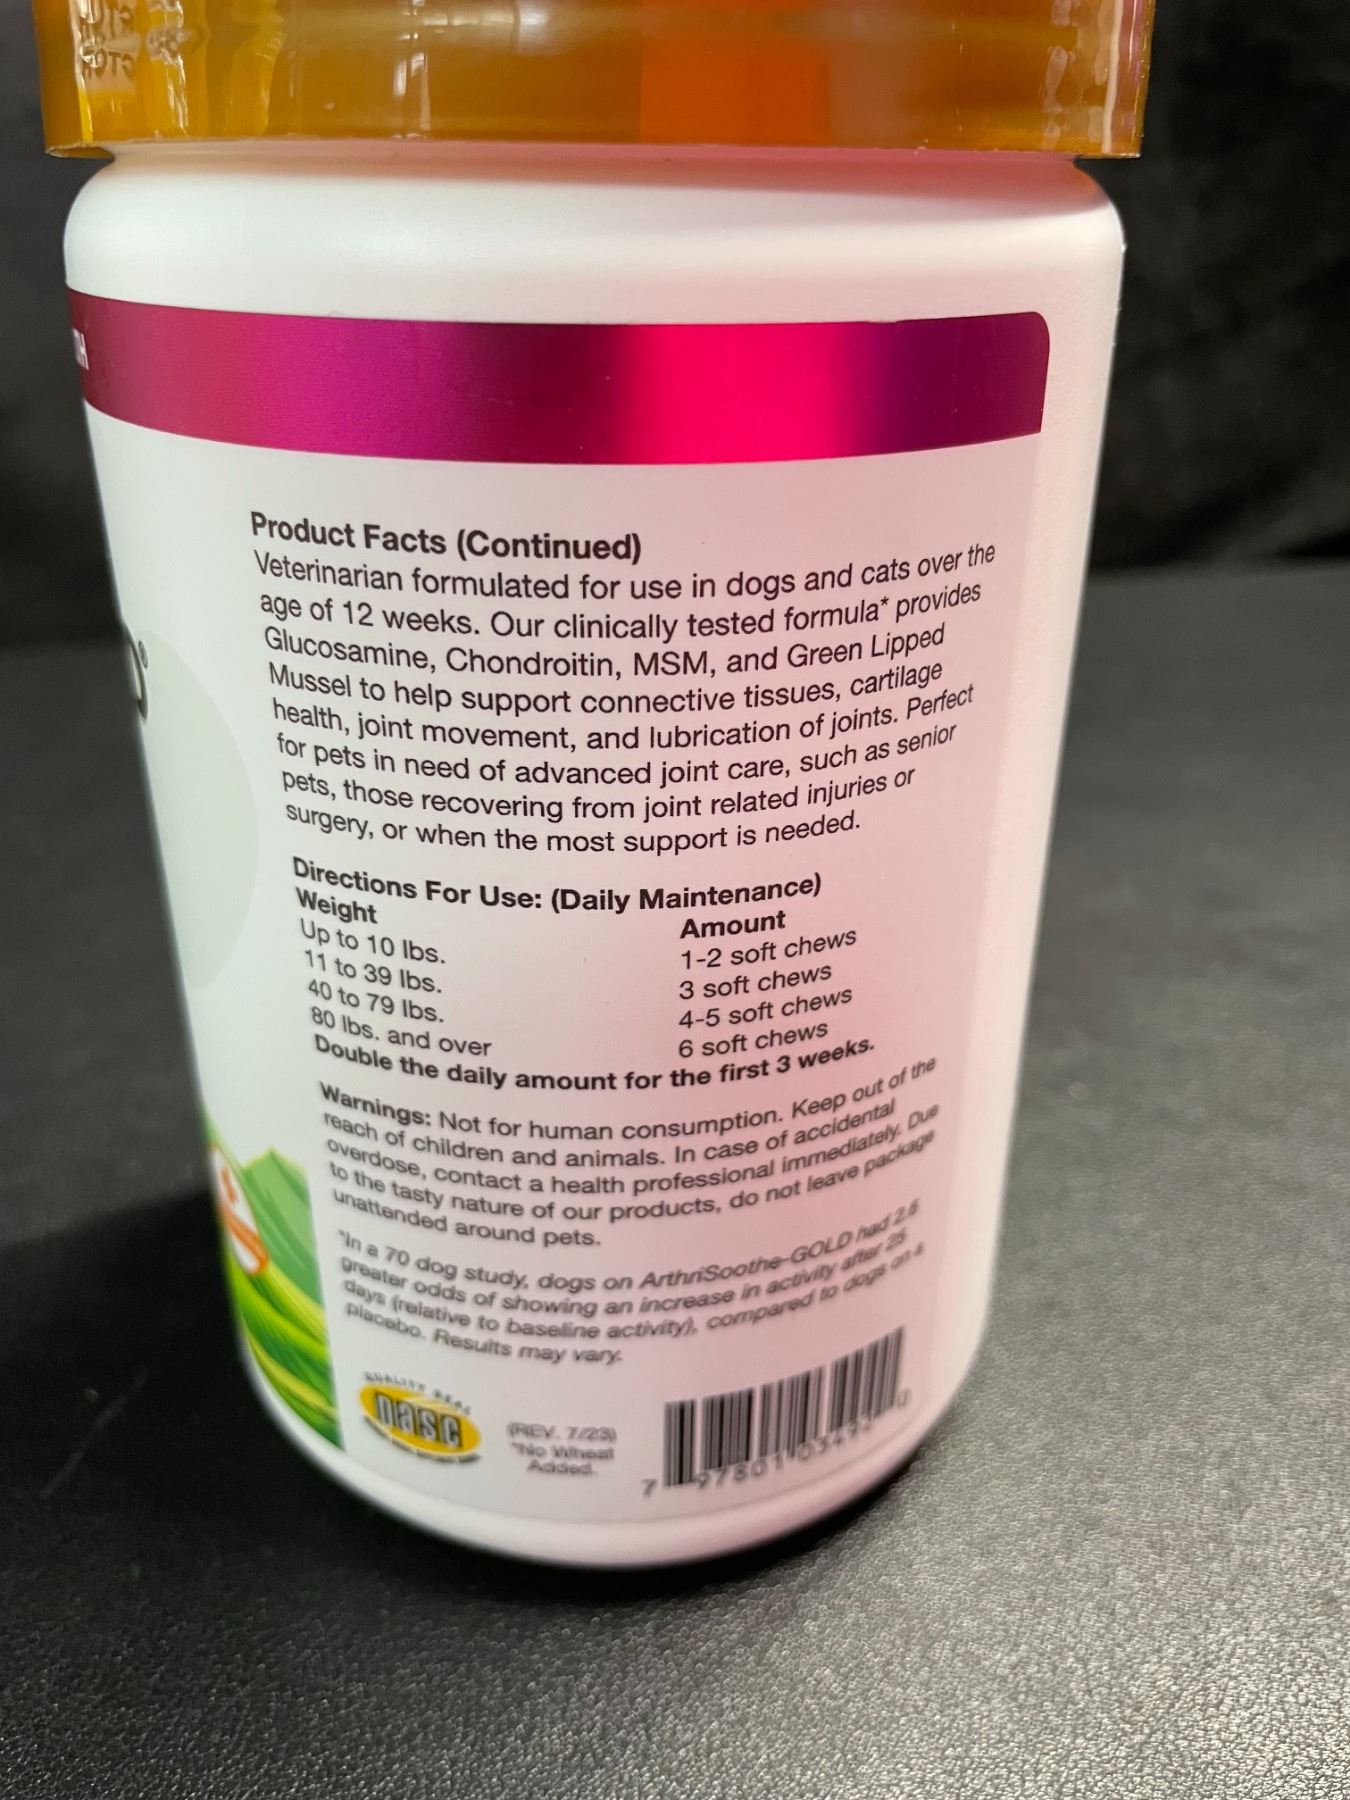 Product Facts (Continued)
Veterinarian formulated for use in dogs and cats over the
age of 12 weeks. Our clinically tested formula* provides
Glucosamine, Chondroitin, MSM, and Green Lipped
Mussel to help support connective tissues, cartilage
health, joint movement, and lubrication of joints. Perfect
for pets in need of advanced joint care, such as senior
pets, those recovering from joint related injuries or
surgery, or when the most support is needed.
Directions For Use: (Daily Maintenance)
Weight Amount
Up to 10 lbs. 1-2 soft chews
11 to 39 lbs. 3 soft chews
40 to 79 lbs. 4-5 soft chews
80 lbs. and over 6 soft chews
Double the daily amount for the first 3 weeks.
Warnings: Not for human consumption. Keep out of the
reach of children and animals. In case of accidental
overdose, contact a health professional immediately. Due
to the tasty nature of our products, do not leave package
unattended around pets.
*In a 70 dog study, dogs on ArthriSoothe-GOLD had 2.6
greater odds of showing an increase in activity after 25
days (relative to baseline activity), compared to dogs on a
placebo. Results may vary.
QUALITY SEAL
nasc
(REV. 7/23)
*No Wheat
Added.
7 97801 0